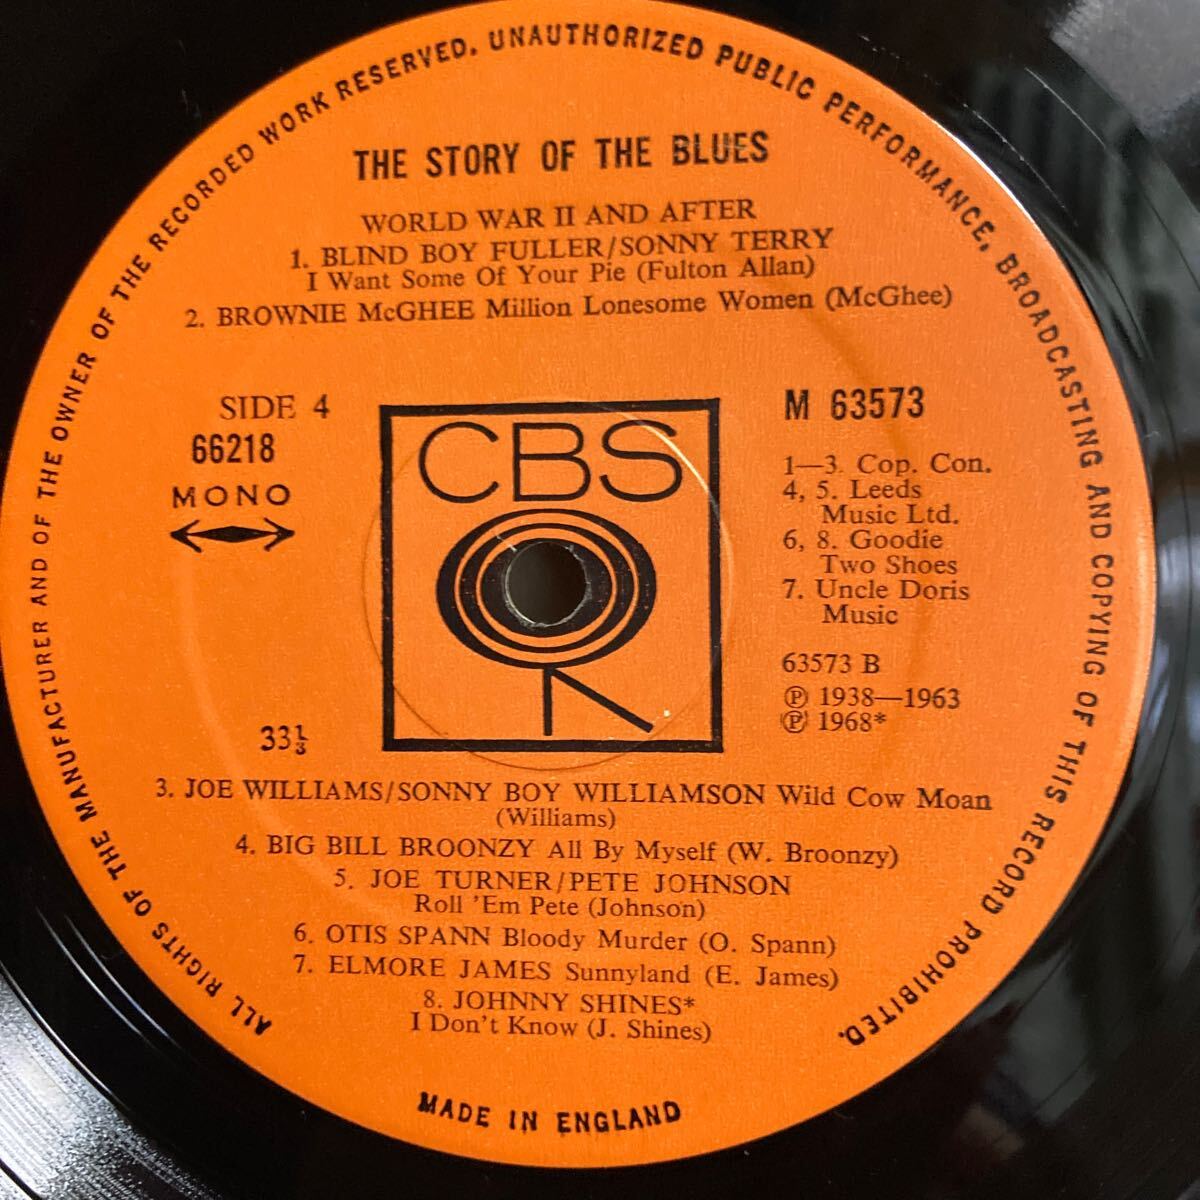 ALL RIGHTS OF THE MANUFACTURER AND OF THE OWNER OF THE RECORDED WORK RESERVED. UNAUTHORIZED PUBLIC PERFORMANCE, BROADCASTING AND COPYING OF THIS RECORD PROHIBITED.
THE STORY OF THE BLUES
WORLD WAR II AND AFTER
1. BLIND BOY FULLER/SONNY TERRY
I Want Some Of Your Pie (Fulton Allan)
2. BROWNIE McGHEE Million Lonesome Women (McGhee)
SIDE 4
66218
MONO
33⅓
CBS
M 63573
1—3. Cop. Con.
4, 5. Leeds
Music Ltd.
6, 8. Goodie
Two Shoes
7. Uncle Doris
Music
63573 B
Ⓟ 1938—1963
Ⓟ 1968*
3. JOE WILLIAMS/SONNY BOY WILLIAMSON Wild Cow Moan
(Williams)
4. BIG BILL BROONZY All By Myself (W. Broonzy)
5. JOE TURNER/PETE JOHNSON
Roll 'Em Pete (Johnson)
6. OTIS SPANN Bloody Murder (O. Spann)
7. ELMORE JAMES Sunnyland (E. James)
8. JOHNNY SHINES*
I Don't Know (J. Shines)
MADE IN ENGLAND